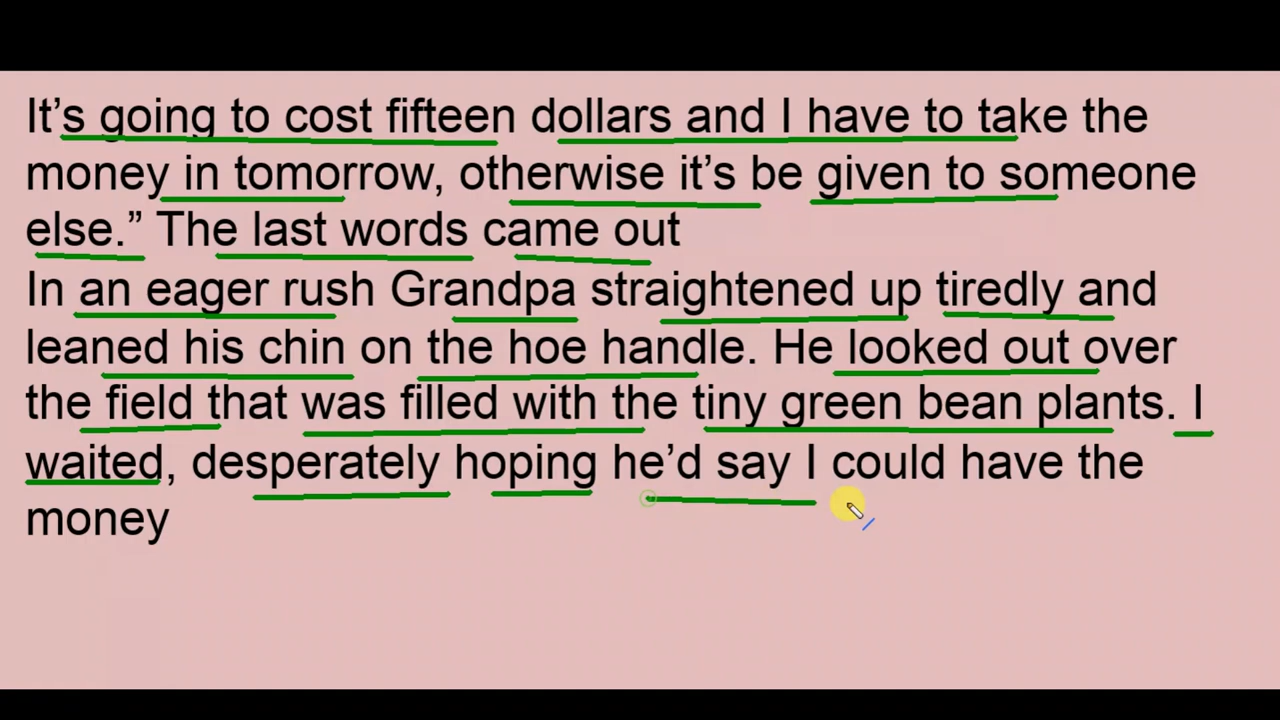 It’s going to cost fifteen dollars and I have to take the
money in tomorrow, otherwise it’s be given to someone
else.” The last words came out
In an eager rush Grandpa straightened up tiredly and
leaned his chin on the hoe handle. He looked out over
the field that was filled with the tiny green bean plants. I
waited, desperately hoping he’d say I could have the
money